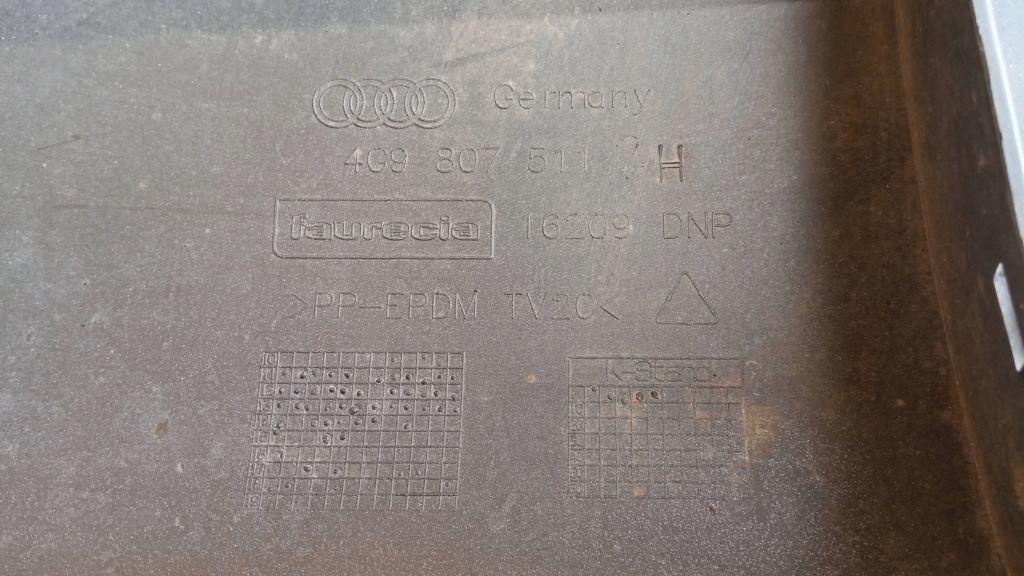 Germany
4G9 807 511 H
faurecia 16209 DNP
>PP-EPDM TV20<
K-Stand